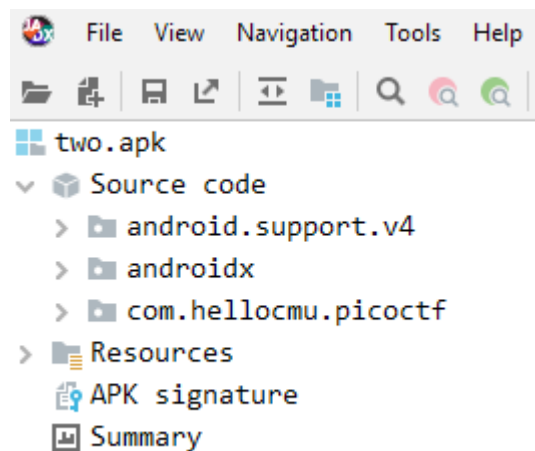 File View Navigation Tools Help
two.apk
Source code
android.support.v4
androidx
com.hellocmu.picoctf
Resources
APK signature
Summary